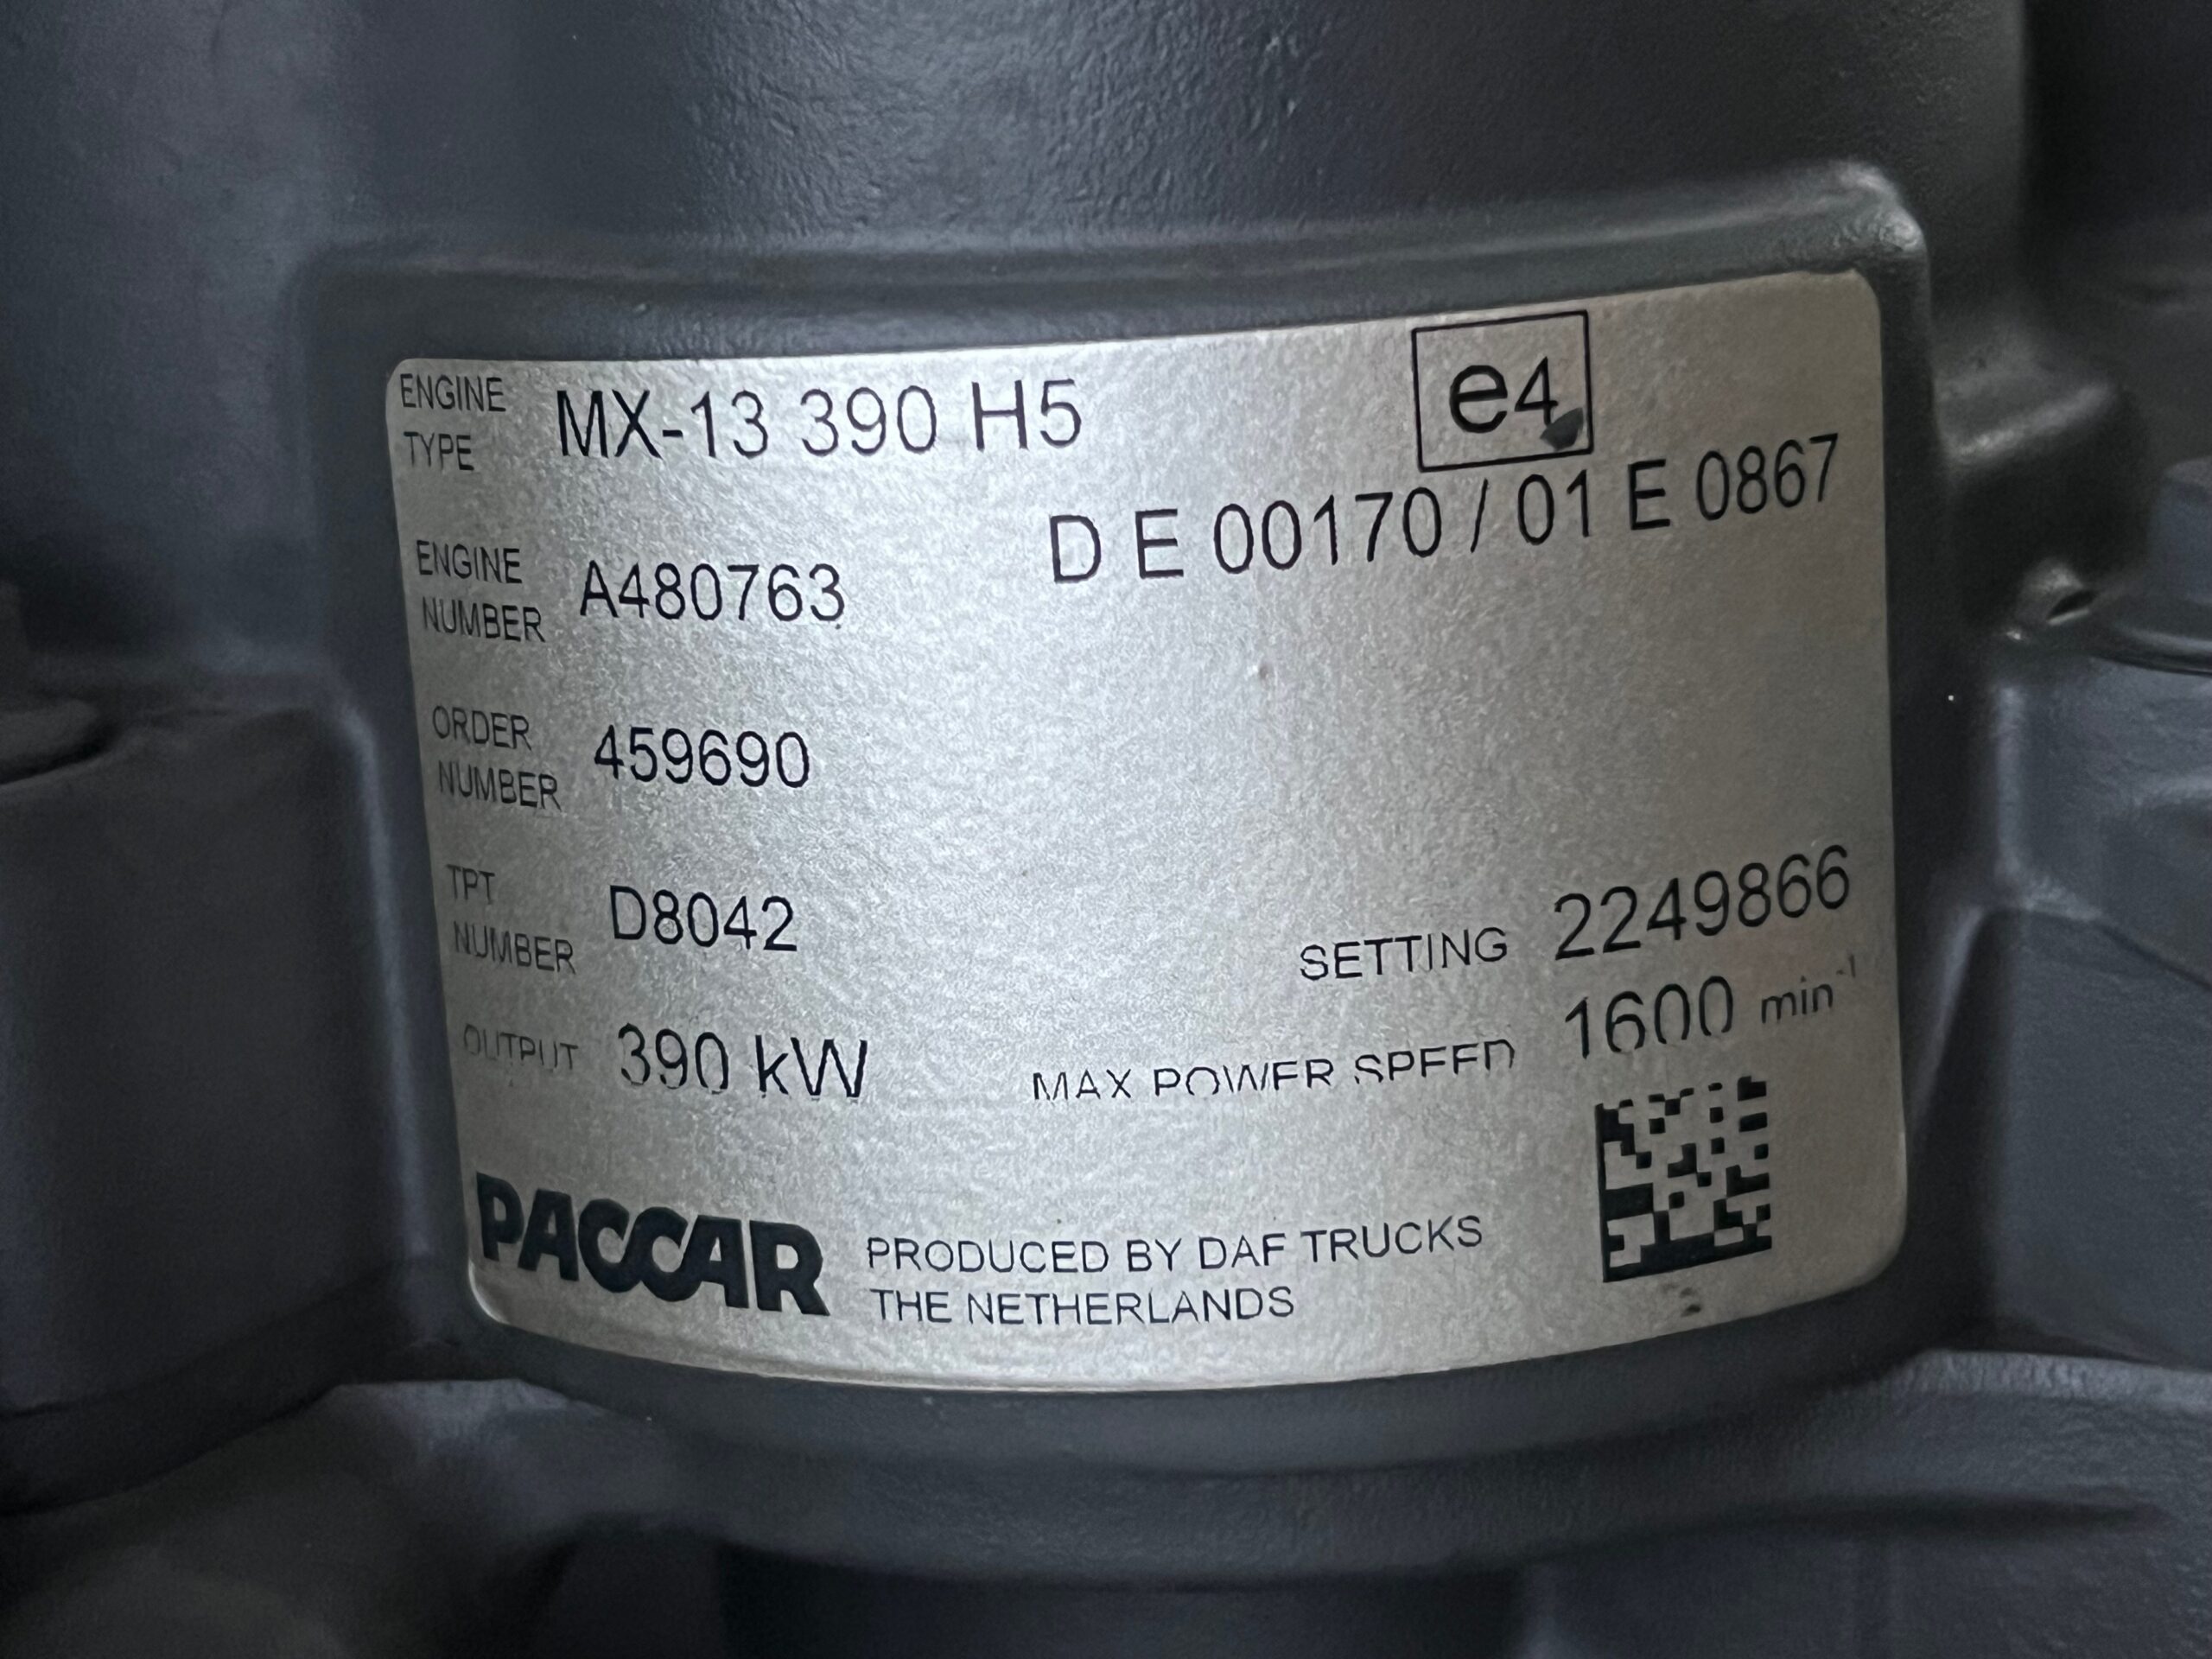 ENGINE TYPE MX-13 390 H5
e4
D E 00170 / 01 E 0867
ENGINE NUMBER A480763
ORDER NUMBER 459690
TPT NUMBER D8042
SETTING 2249866
OUTPUT 390 kW
MAX POWER SPEED 1600 min-1
PACCAR
PRODUCED BY DAF TRUCKS
THE NETHERLANDS